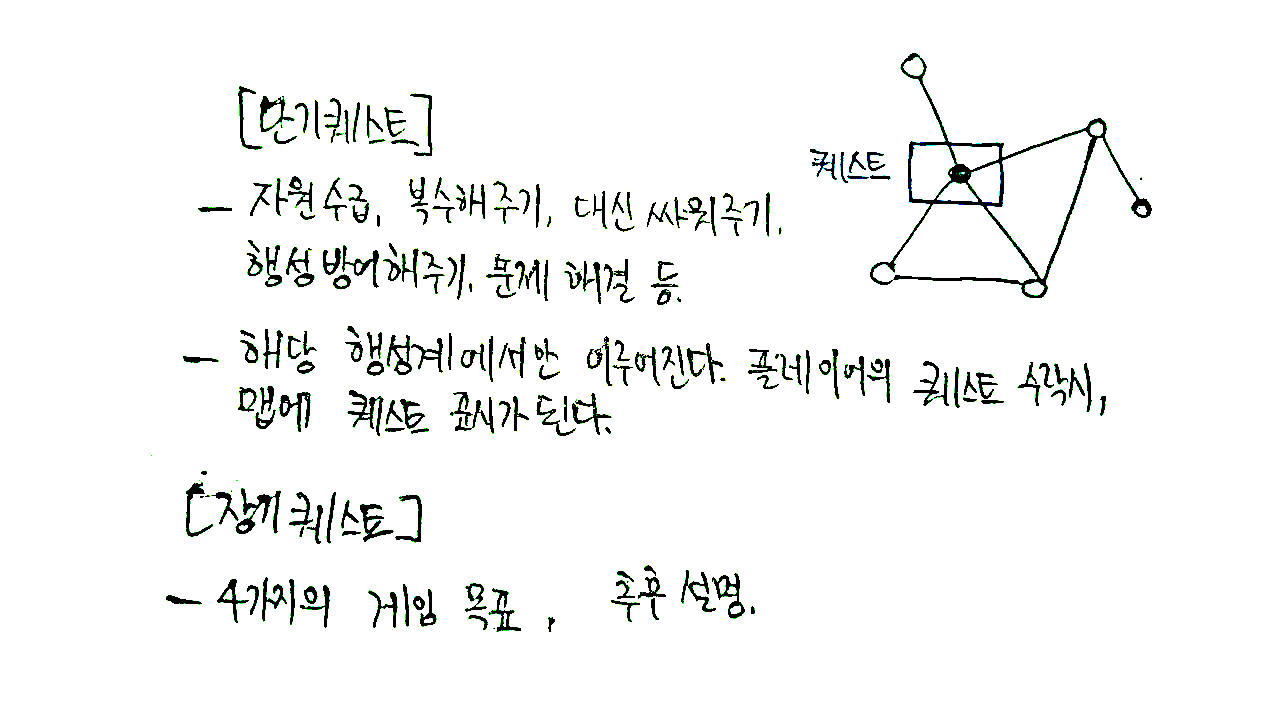 [단기퀘스트]
퀘스트
- 자원수급, 복수해주기, 대신 싸워주기,
행성방어해주기, 문제 해결 등.
- 해당 행성계에서만 이루어진다. 플레이어의 퀘스트 수락시,
맵에 퀘스트 표시가 된다.
[장기퀘스트]
- 4가지의 게임 목표, 추후 설명.